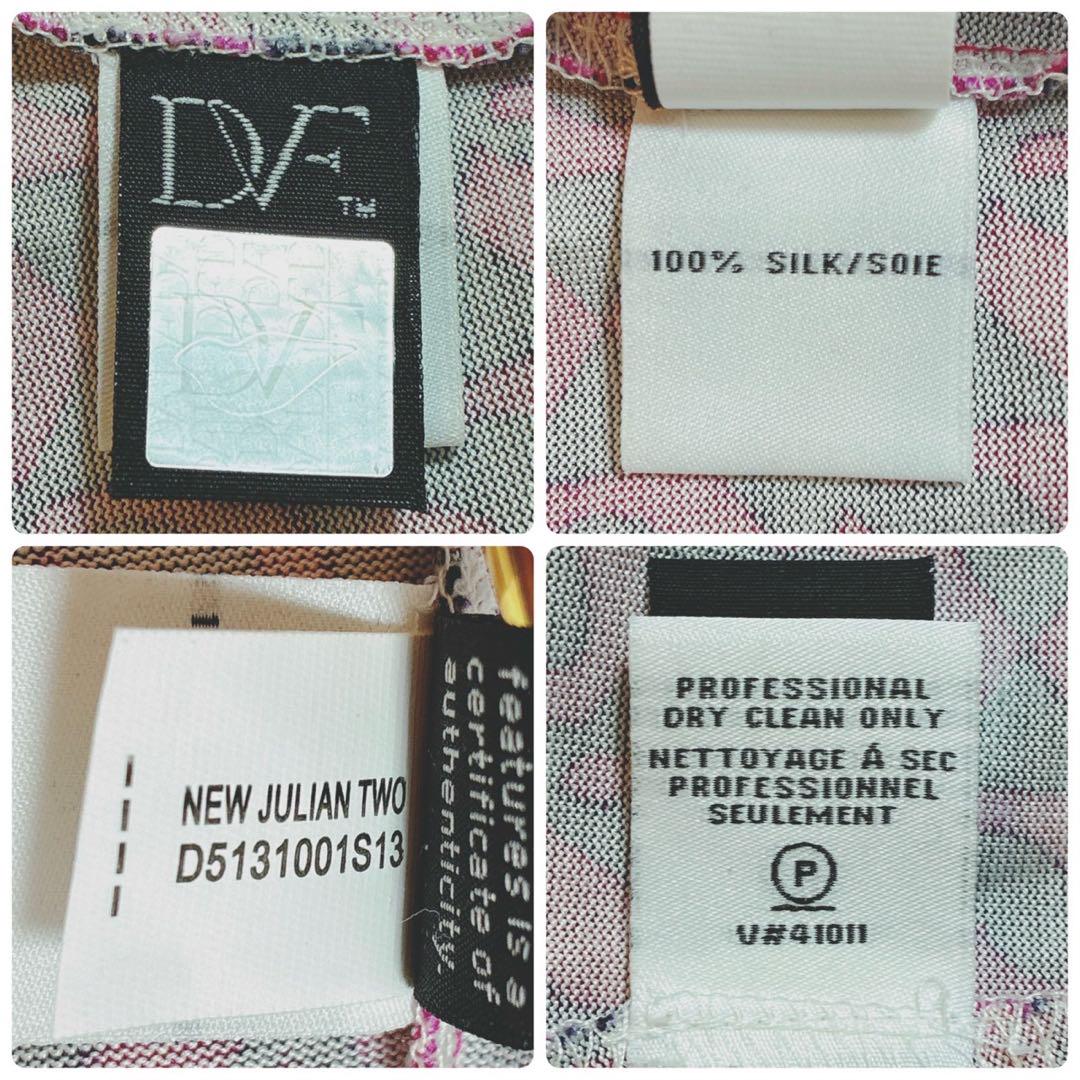 DVF™
DVF
100% SILK/SOIE
NEW JULIAN TWO
D5131001S13
features is a
certificate of
authenticity.
PROFESSIONAL
DRY CLEAN ONLY
NETTOYAGE Á SEC
PROFESSIONNEL
SEULEMENT
P
V#41011